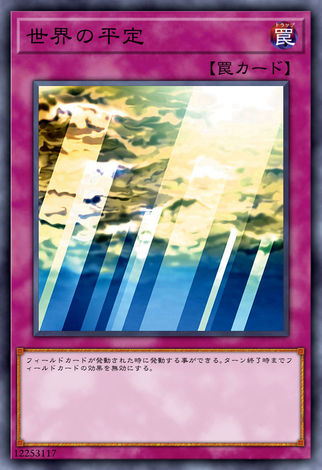 世界の平定
トラップ
罠
【罠カード】
フィールドカードが発動された時に発動する事ができる。ターン終了時までフ
ィールドカードの効果を無効にする。
12253117